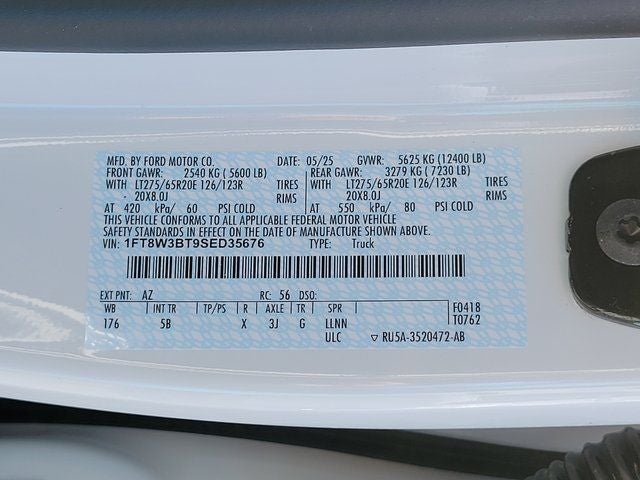 MFD. BY FORD MOTOR CO. DATE: 05/25 GVWR: 5625 KG (12400 LB)
FRONT GAWR: 2540 KG ( 5600 LB) REAR GAWR: 3279 KG ( 7230 LB)
WITH LT275/65R20E 126/123R TIRES WITH LT275/65R20E 126/123R TIRES
20X8.0J RIMS 20X8.0J RIMS
AT 420 kPa/ 60 PSI COLD AT 550 kPa/ 80 PSI COLD
THIS VEHICLE CONFORMS TO ALL APPLICABLE FEDERAL MOTOR VEHICLE
SAFETY STANDARDS IN EFFECT ON THE DATE OF MANUFACTURE SHOWN ABOVE.
VIN: 1FT8W3BT9SED35676 TYPE: Truck
EXT PNT: AZ RC: 56 DSO:
WB INT TR TP/PS R AXLE TR SPR F0418
176 5B X 3J G LLNN T0762
ULC ▽ RU5A-3520472-AB